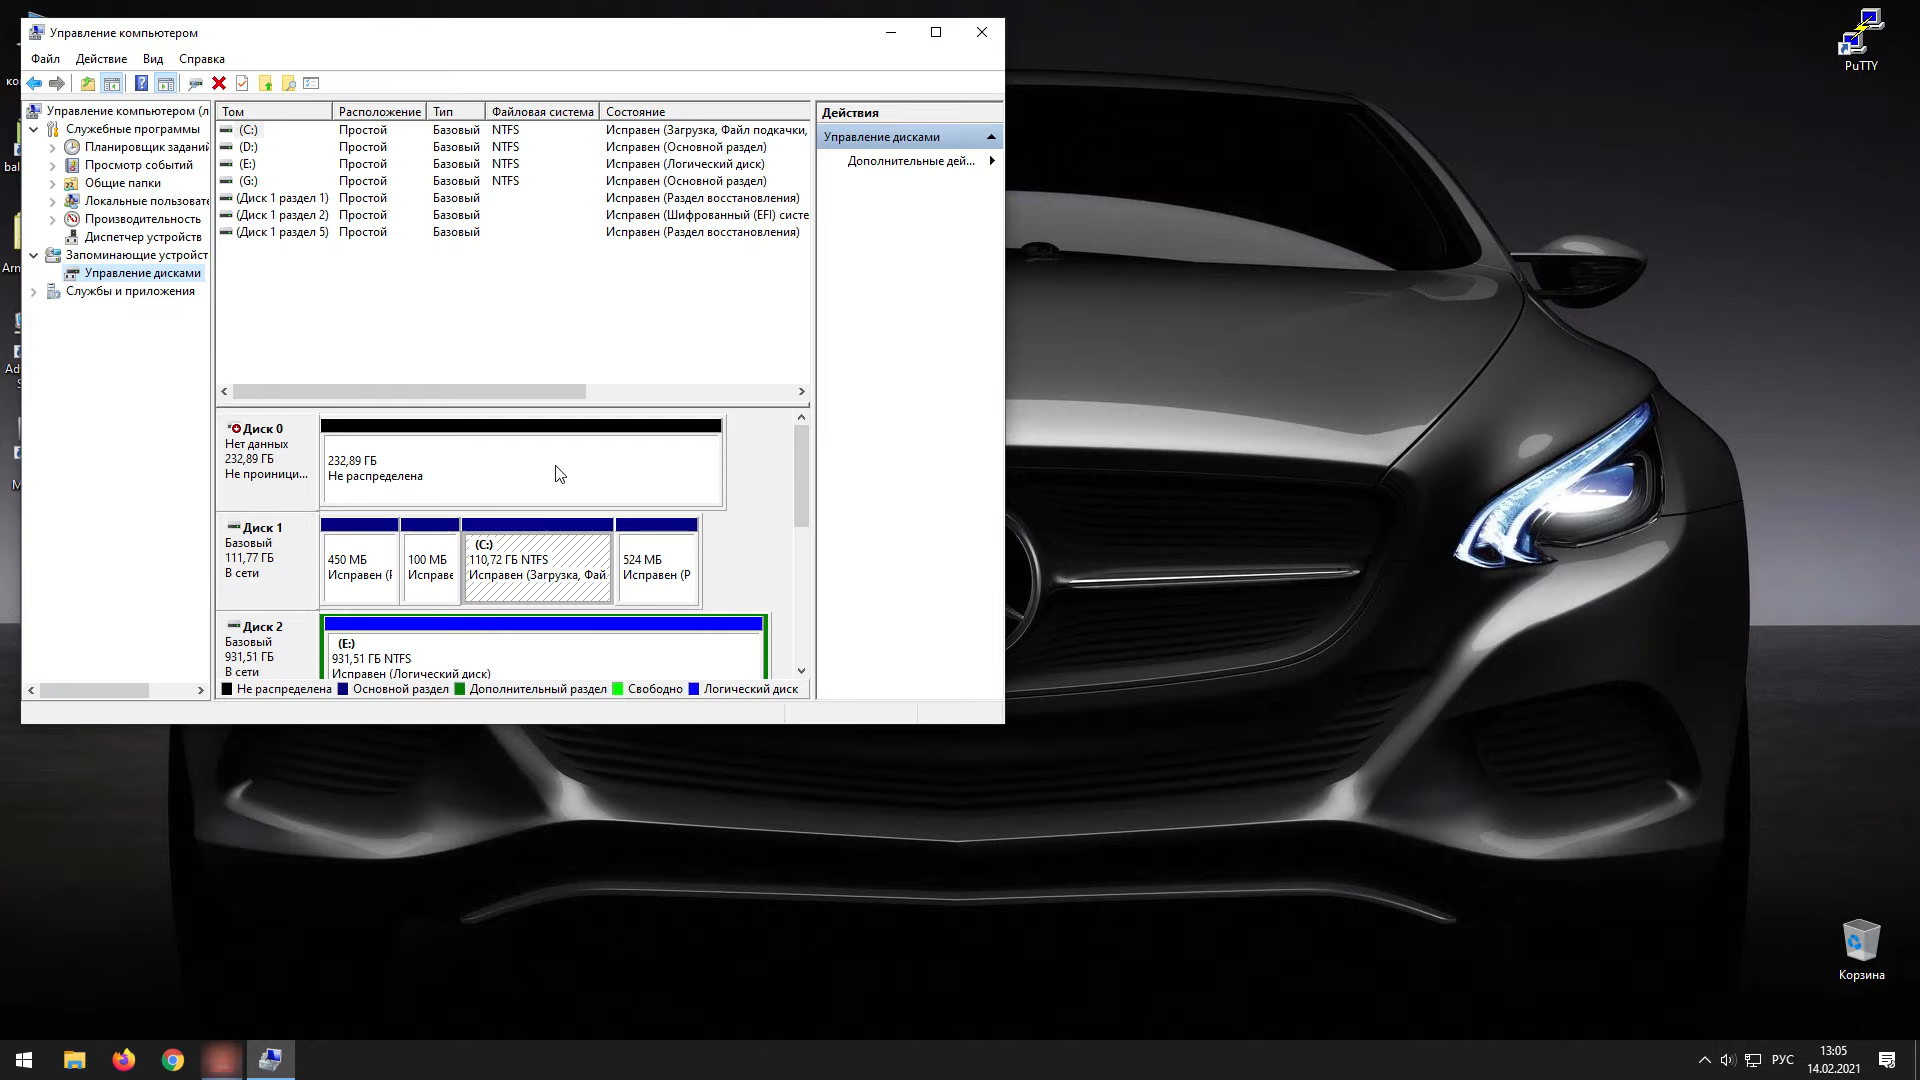 Управление компьютером
Файл Действие Вид Справка
Управление компьютером (л
Служебные программы
Планировщик заданий
Просмотр событий
Общие папки
Локальные пользовате
Производительность
Диспетчер устройств
Запоминающие устройст
Управление дисками
Службы и приложения
Том Расположение Тип Файловая система Состояние
(C:) Простой Базовый NTFS Исправен (Загрузка, Файл подкачки,
(D:) Простой Базовый NTFS Исправен (Основной раздел)
(E:) Простой Базовый NTFS Исправен (Логический диск)
(G:) Простой Базовый NTFS Исправен (Основной раздел)
(Диск 1 раздел 1) Простой Базовый Исправен (Раздел восстановления)
(Диск 1 раздел 2) Простой Базовый Исправен (Шифрованный (EFI) систе
(Диск 1 раздел 5) Простой Базовый Исправен (Раздел восстановления)
Диск 0
Нет данных
232,89 ГБ
Не проиници...
232,89 ГБ
Не распределена
Диск 1
Базовый
111,77 ГБ
В сети
450 МБ
Исправен (Р
100 МБ
Исправе
(C:)
110,72 ГБ NTFS
Исправен (Загрузка, Фай
524 МБ
Исправен (Р
Диск 2
Базовый
931,51 ГБ
В сети
(E:)
931,51 ГБ NTFS
Исправен (Логический диск)
Не распределена Основной раздел Дополнительный раздел Свободно Логический диск
Действия
Управление дисками
Дополнительные дей...
PuTTY
Корзина
РУС
13:05
14.02.2021